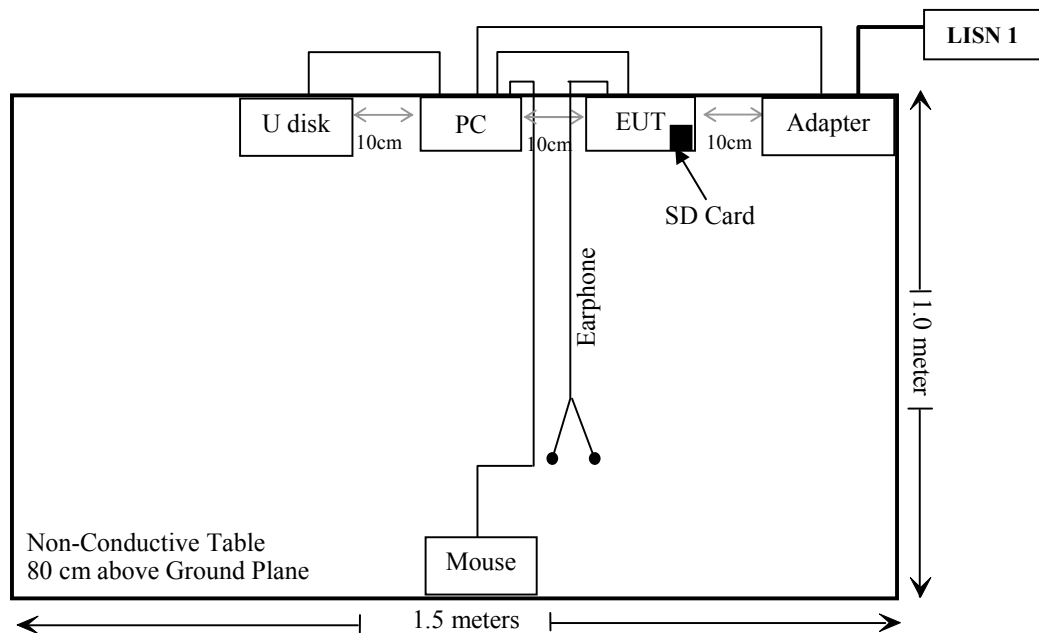 LISN 1
U disk
PC
EUT
Adapter
10cm
10cm
10cm
SD Card
Earphone
1.0 meter
Non-Conductive Table
80 cm above Ground Plane
Mouse
1.5 meters